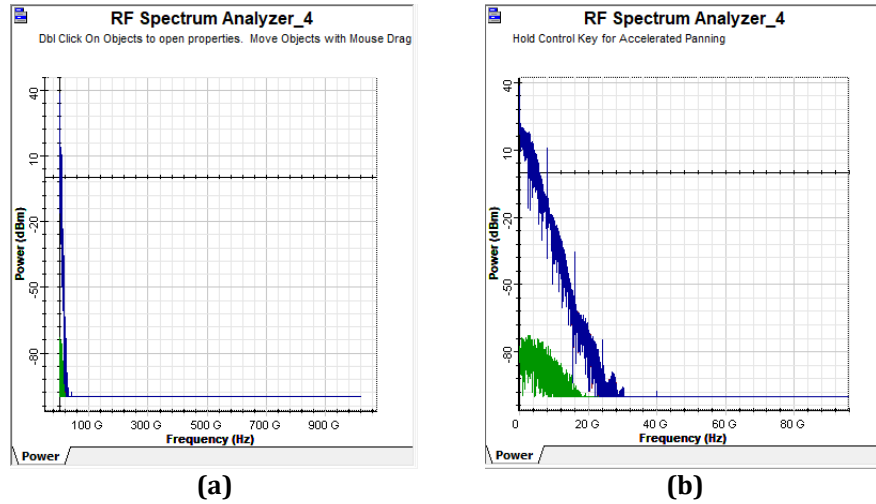 RF Spectrum Analyzer_4
Dbl Click On Objects to open properties. Move Objects with Mouse Drag
Power (dBm)
40
10
-20
-50
-80
100 G 300 G 500 G 700 G 900 G
Frequency (Hz)
Power
(a)
RF Spectrum Analyzer_4
Hold Control Key for Accelerated Panning
Power (dBm)
40
10
-20
-50
-80
0 20 G 40 G 60 G 80 G
Frequency (Hz)
Power
(b)